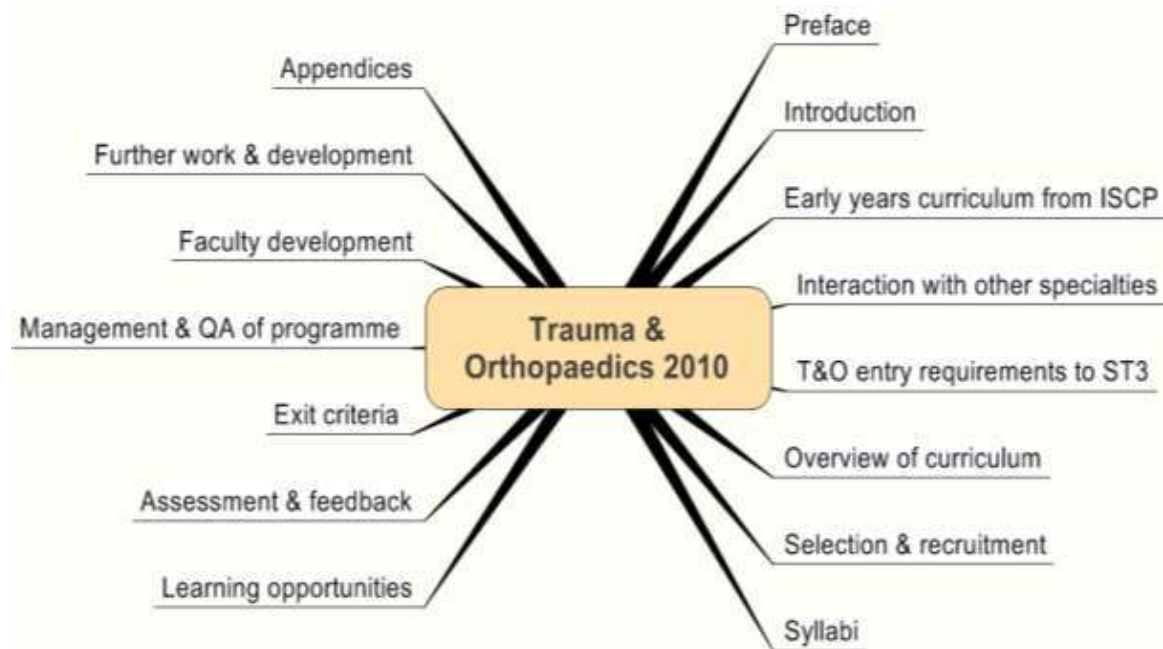 Preface
Introduction
Early years curriculum from ISCP
Interaction with other specialties
T&O entry requirements to ST3
Overview of curriculum
Selection & recruitment
Syllabi
Trauma &
Orthopaedics 2010
Appendices
Further work & development
Faculty development
Management & QA of programme
Exit criteria
Assessment & feedback
Learning opportunities